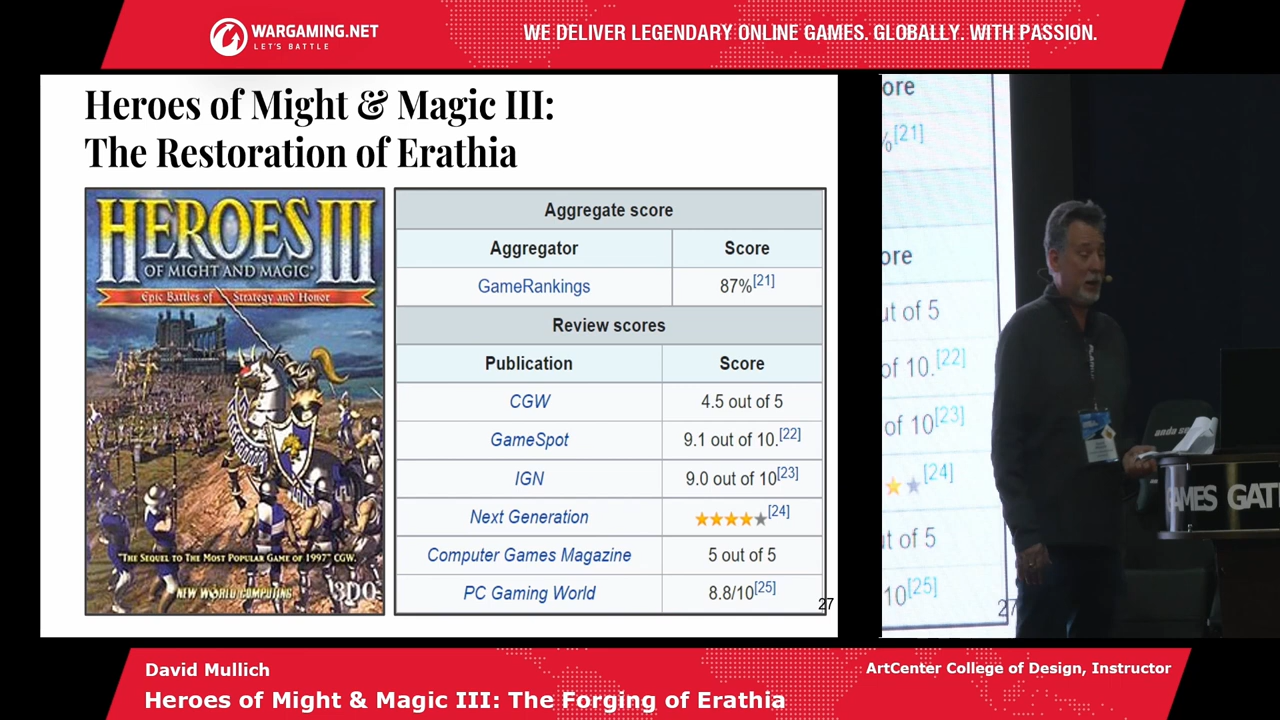 WARGAMING.NET
LET'S BATTLE
WE DELIVER LEGENDARY ONLINE GAMES. GLOBALLY. WITH PASSION.
Heroes of Might & Magic III:
The Restoration of Erathia
HEROES III
OF MIGHT AND MAGIC®
Epic Battles of Strategy and Honor
"THE SEQUEL TO THE MOST POPULAR GAME OF 1997" CGW.
NEW WORLD COMPUTING
3DO
Aggregate score
Aggregator Score
GameRankings 87%[21]
Review scores
Publication Score
CGW 4.5 out of 5
GameSpot 9.1 out of 10.[22]
IGN 9.0 out of 10[23]
Next Generation ★★★★★[24]
Computer Games Magazine 5 out of 5
PC Gaming World 8.8/10[25]
27
ore
%[21]
ore
ut of 5
of 10.[22]
of 10[23]
★★[24]
ut of 5
10[25]
27
AMES GAT
David Mullich
Heroes of Might & Magic III: The Forging of Erathia
ArtCenter College of Design, Instructor